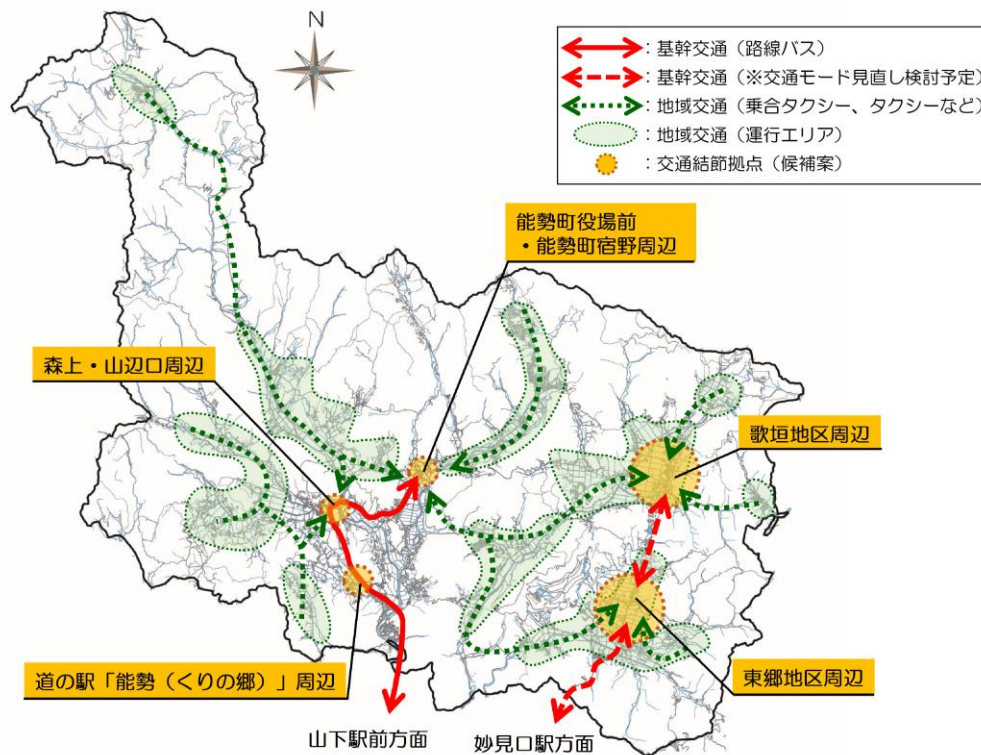 N
：基幹交通（路線バス）
：基幹交通（※交通モード見直し検討予定）
：地域交通（乗合タクシー、タクシーなど）
：地域交通（運行エリア）
：交通結節拠点（候補案）
能勢町役場前
・能勢町宿野周辺
森上・山辺口周辺
歌垣地区周辺
道の駅「能勢（くりの郷）」周辺
東郷地区周辺
山下駅前方面
妙見口駅方面